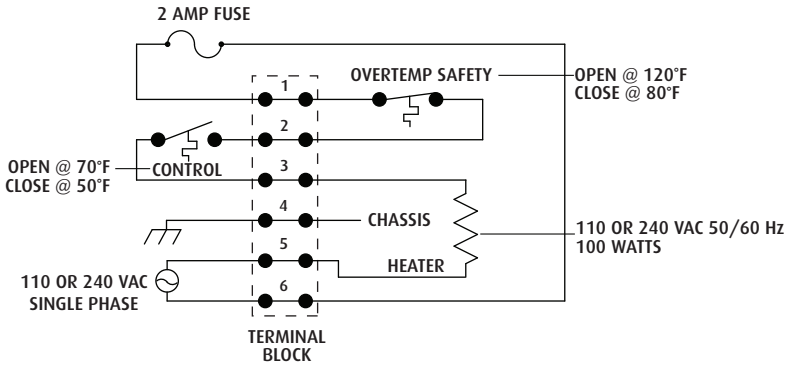 2 AMP FUSE
OVERTEMP SAFETY
OPEN @ 120°F
CLOSE @ 80°F
1
2
OPEN @ 70°F
CLOSE @ 50°F
CONTROL
3
4
CHASSIS
110 OR 240 VAC 50/60 Hz
100 WATTS
5
HEATER
110 OR 240 VAC
SINGLE PHASE
6
TERMINAL
BLOCK